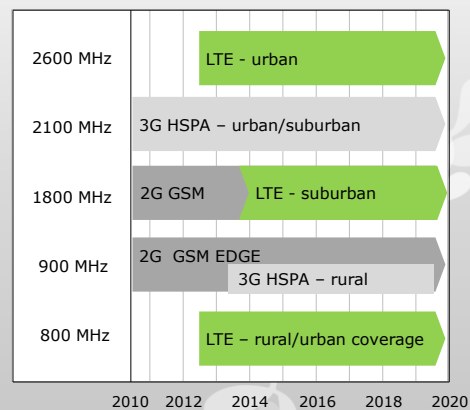 2600 MHz
LTE - urban
2100 MHz
3G HSPA – urban/suburban
1800 MHz
2G GSM
LTE - suburban
900 MHz
2G  GSM EDGE
3G HSPA – rural
800 MHz
LTE – rural/urban coverage
2010 2012 2014 2016 2018 2020